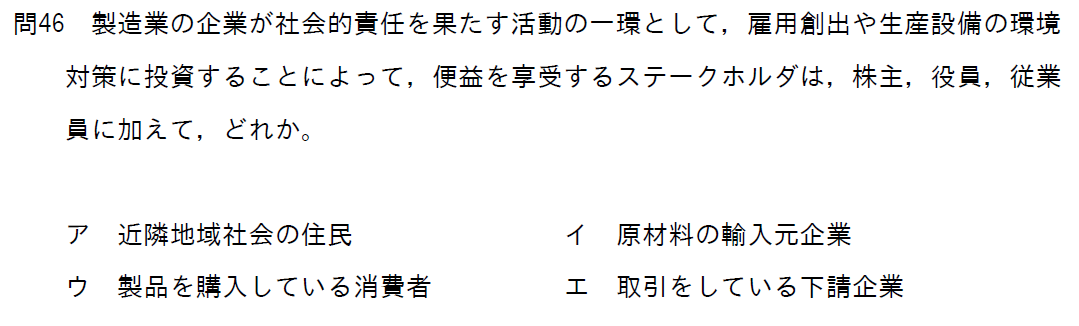 問46 製造業の企業が社会的責任を果たす活動の一環として，雇用創出や生産設備の環境
対策に投資することによって，便益を享受するステークホルダは，株主，役員，従業
員に加えて，どれか。
ア 近隣地域社会の住民 イ 原材料の輸入元企業
ウ 製品を購入している消費者 エ 取引をしている下請企業